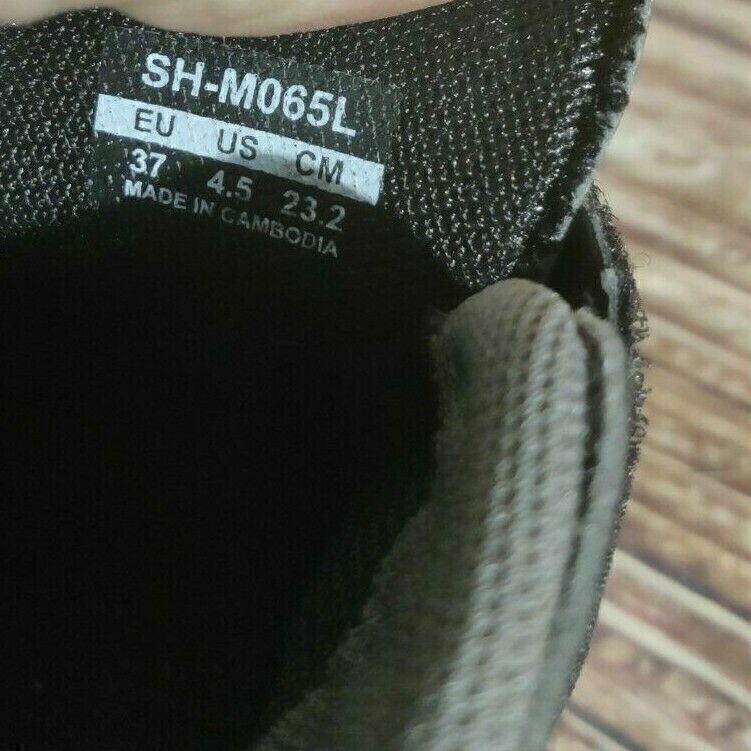 SH-M065L
EU US CM
37 4.5 23.2
MADE IN CAMBODIA